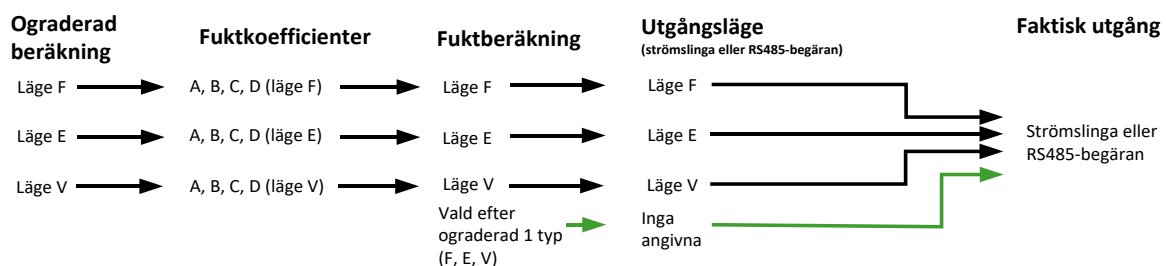 Ograderad
beräkning
Fuktkoefficienter
Fuktberäkning
Utgångsläge
(strömslinga eller RS485-begäran)
Faktisk utgång
Läge F
A, B, C, D (läge F)
Läge F
Läge F
Läge E
A, B, C, D (läge E)
Läge E
Läge E
Strömslinga eller
RS485-begäran
Läge V
A, B, C, D (läge V)
Läge V
Läge V
Vald efter
ograderad 1 typ
(F, E, V)
Inga
angivna